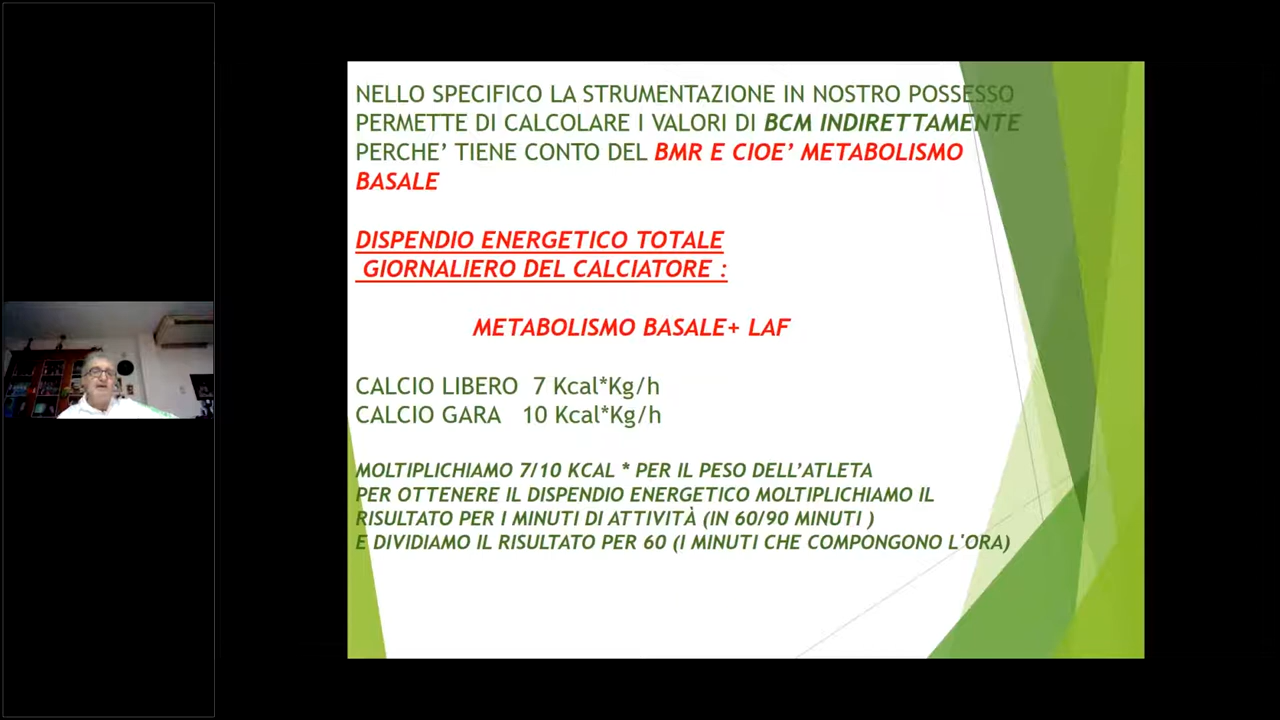 NELLO SPECIFICO LA STRUMENTAZIONE IN NOSTRO POSSESSO
PERMETTE DI CALCOLARE I VALORI DI BCM INDIRETTAMENTE
PERCHE’ TIENE CONTO DEL BMR E CIOE’ METABOLISMO
BASALE
DISPENDIO ENERGETICO TOTALE
GIORNALIERO DEL CALCIATORE :
METABOLISMO BASALE+ LAF
CALCIO LIBERO 7 Kcal*Kg/h
CALCIO GARA 10 Kcal*Kg/h
MOLTIPLICHIAMO 7/10 KCAL * PER IL PESO DELL’ATLETA
PER OTTENERE IL DISPENDIO ENERGETICO MOLTIPLICHIAMO IL
RISULTATO PER I MINUTI DI ATTIVITÀ (IN 60/90 MINUTI )
E DIVIDIAMO IL RISULTATO PER 60 (I MINUTI CHE COMPONGONO L'ORA)